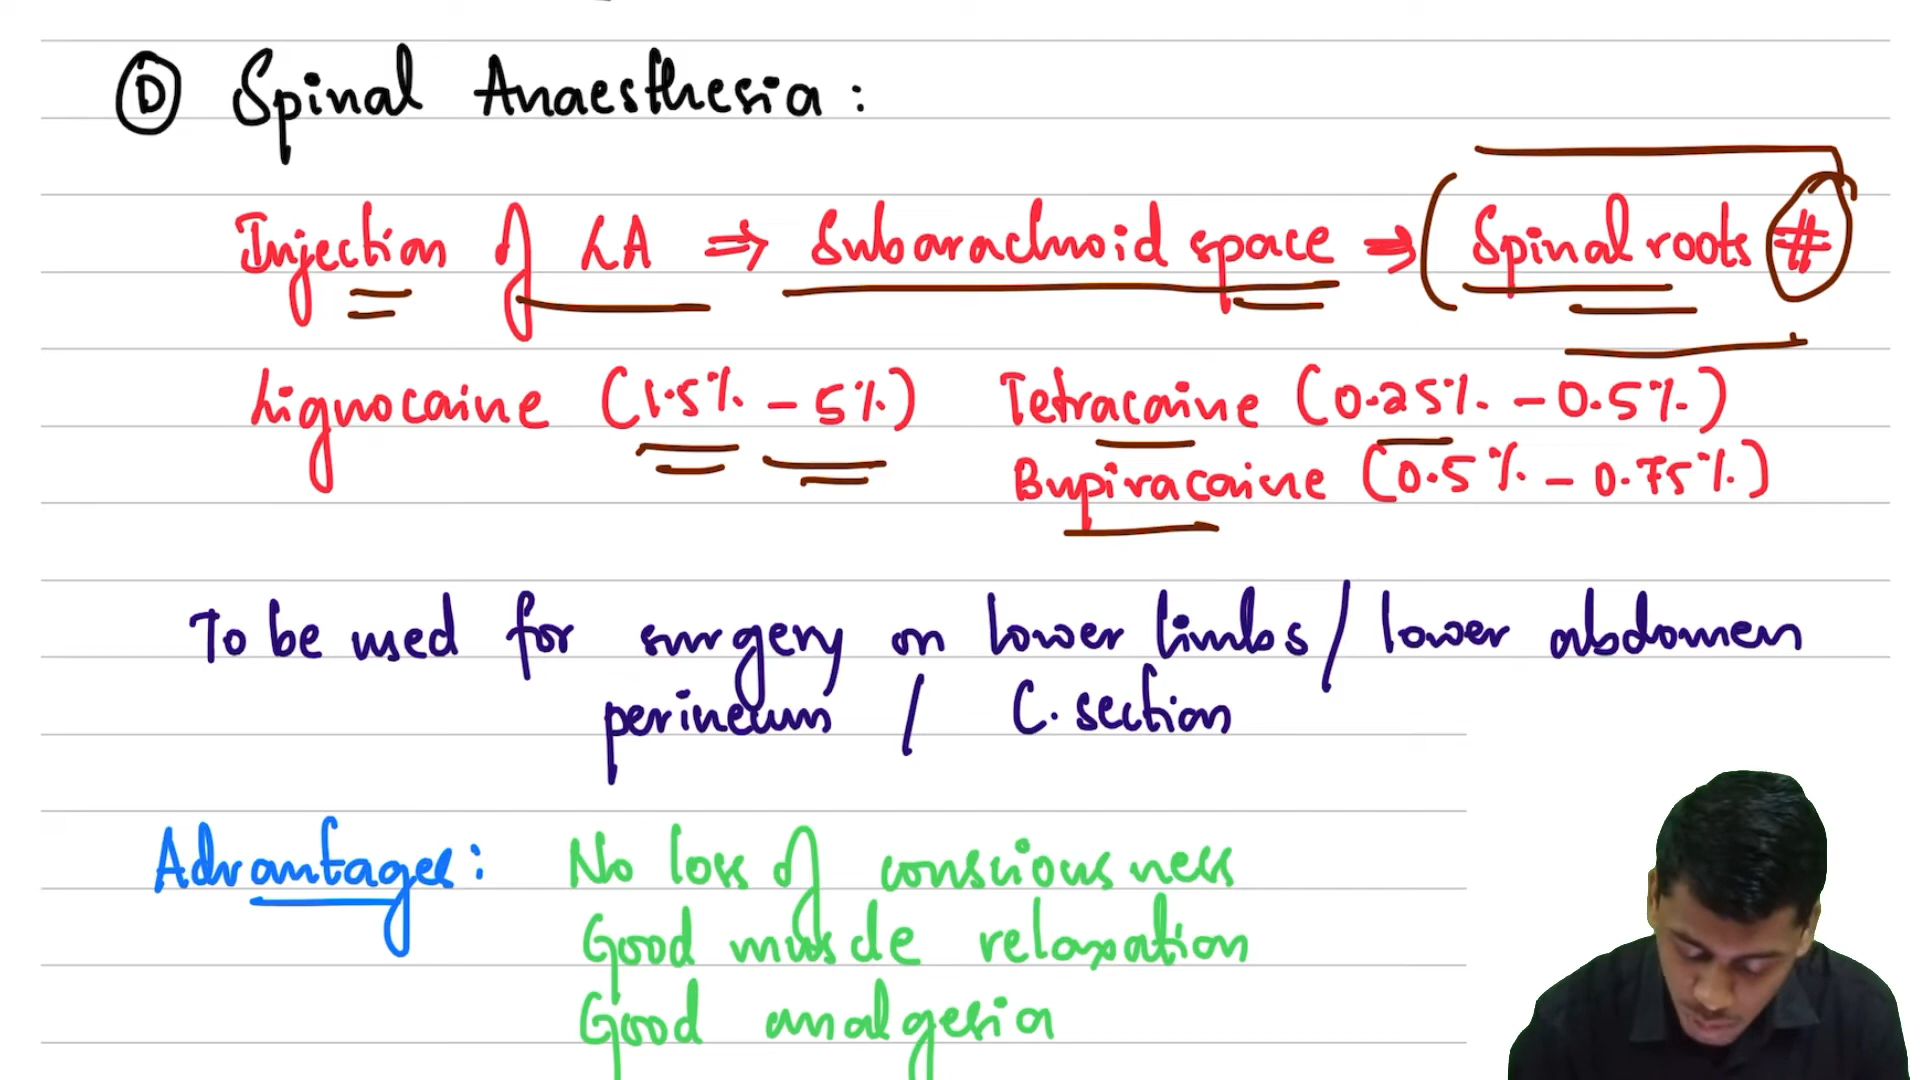 D Spinal Anaesthesia :
Injection of LA ⇒ Subarachnoid space ⇒ ( Spinal roots #
Lignocaine (1.5% - 5%) Tetracaine (0.25% - 0.5%)
Bupivacaine (0.5% - 0.75%)
To be used for surgery on lower limbs / lower abdomen
perineum / C. section
Advantages : No loss of consciousness
Good muscle relaxation
Good analgesia